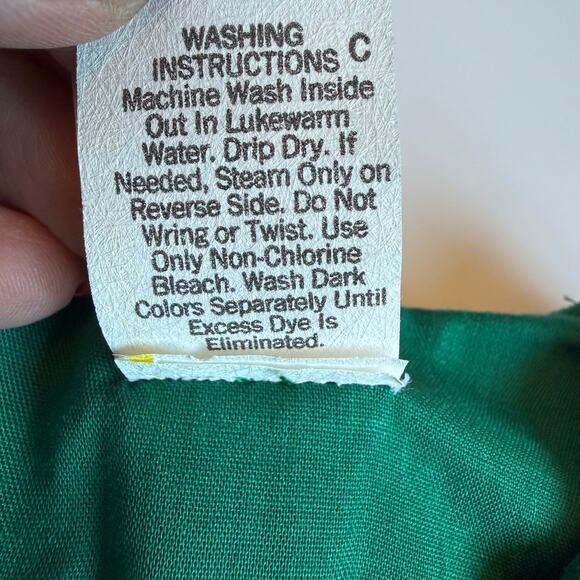 WASHING
INSTRUCTIONS C
Machine Wash Inside
Out In Lukewarm
Water. Drip Dry. If
Needed, Steam Only on
Reverse Side. Do Not
Wring or Twist. Use
Only Non-Chlorine
Bleach. Wash Dark
Colors Separately Until
Excess Dye Is
Eliminated.